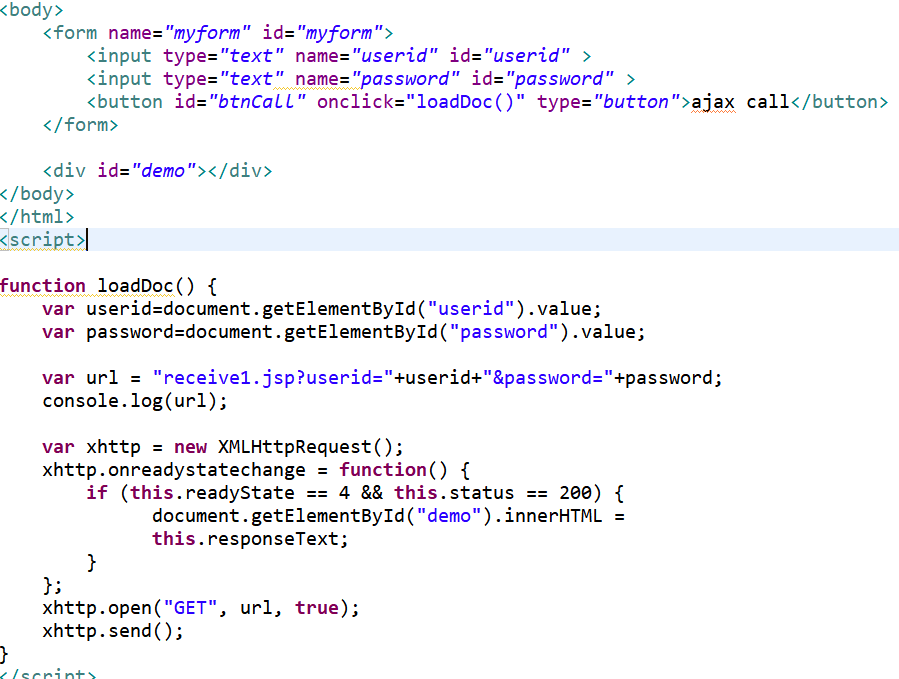 <body>
<form name="myform" id="myform">
<input type="text" name="userid" id="userid" >
<input type="text" name="password" id="password" >
<button id="btnCall" onclick="loadDoc()" type="button">ajax call</button>
</form>
<div id="demo"></div>
</body>
</html>
<script>
function loadDoc() {
var userid=document.getElementById("userid").value;
var password=document.getElementById("password").value;
var url = "receive1.jsp?userid="+userid+"&password="+password;
console.log(url);
var xhttp = new XMLHttpRequest();
xhttp.onreadystatechange = function() {
if (this.readyState == 4 && this.status == 200) {
document.getElementById("demo").innerHTML =
this.responseText;
}
};
xhttp.open("GET", url, true);
xhttp.send();
}
</script>